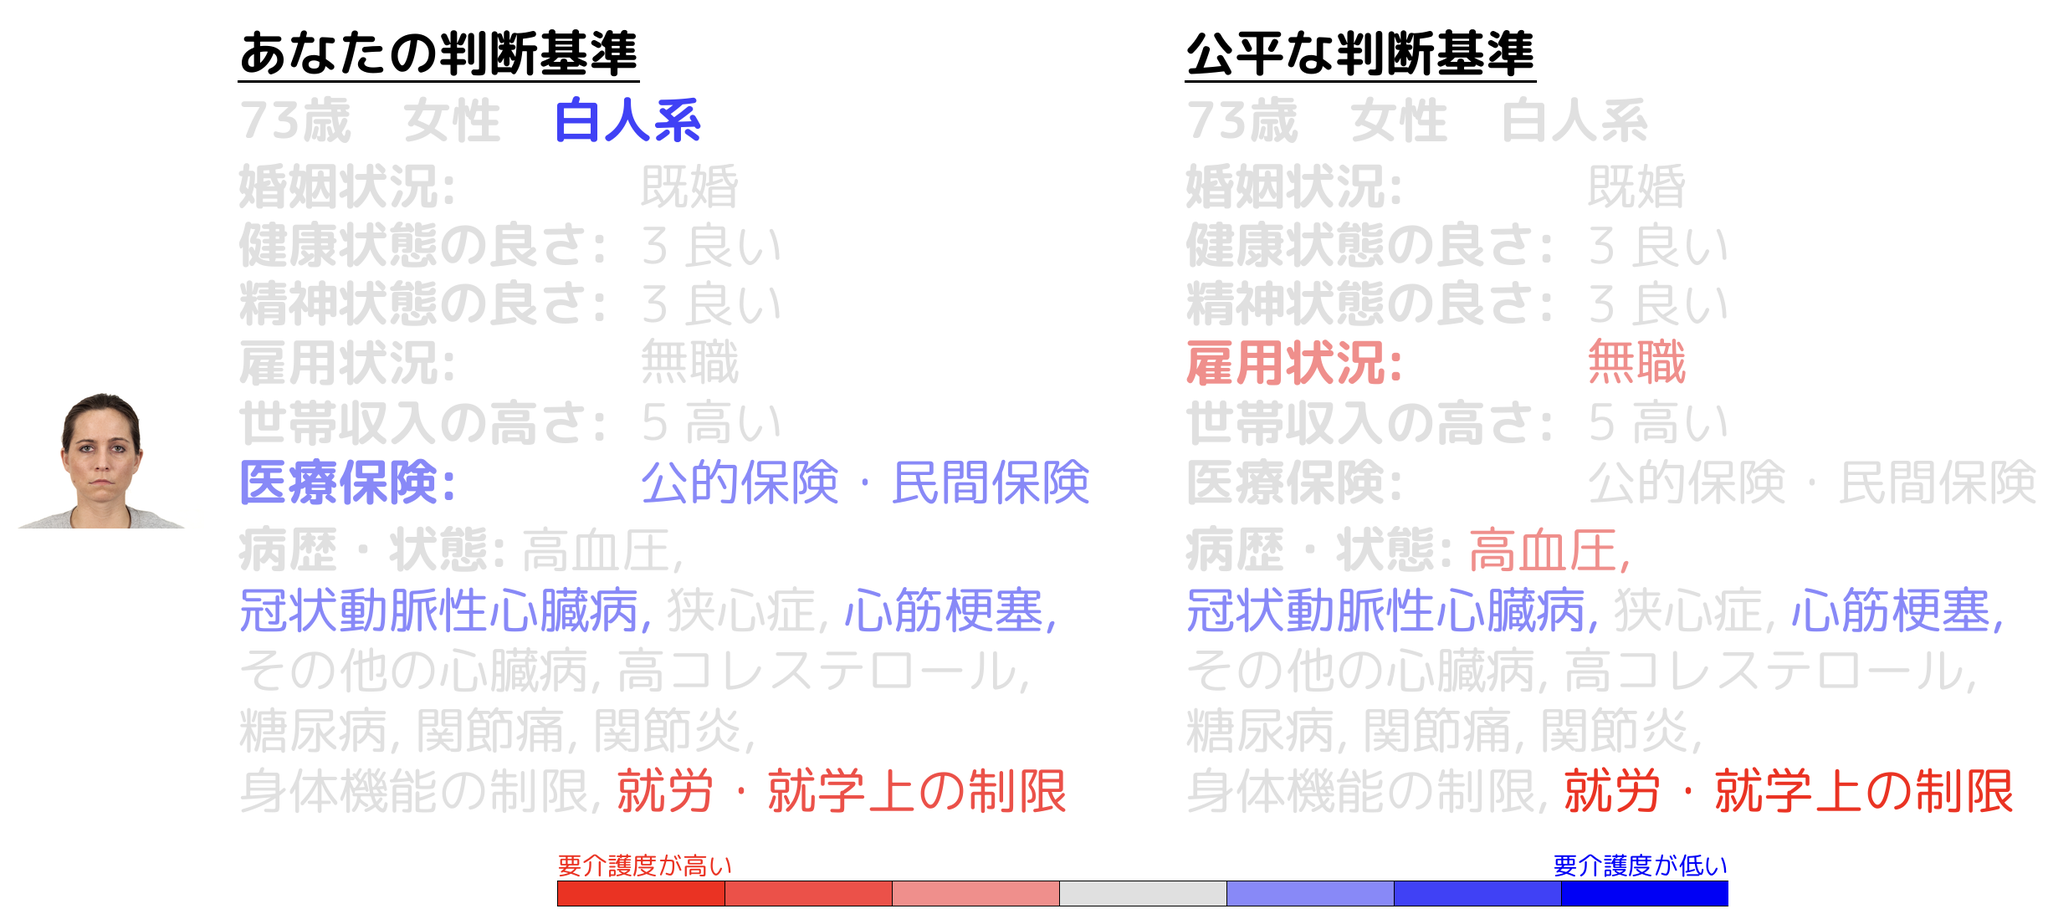 あなたの判断基準
73歳 女性 白人系
婚姻状況: 既婚
健康状態の良さ: 3 良い
精神状態の良さ: 3 良い
雇用状況: 無職
世帯収入の高さ: 5 高い
医療保険: 公的保険・民間保険
病歴・状態: 高血圧,
冠状動脈性心臓病, 狭心症, 心筋梗塞,
その他の心臓病, 高コレステロール,
糖尿病, 関節痛, 関節炎,
身体機能の制限, 就労・就学上の制限
公平な判断基準
73歳 女性 白人系
婚姻状況: 既婚
健康状態の良さ: 3 良い
精神状態の良さ: 3 良い
雇用状況: 無職
世帯収入の高さ: 5 高い
医療保険: 公的保険・民間保険
病歴・状態: 高血圧,
冠状動脈性心臓病, 狭心症, 心筋梗塞,
その他の心臓病, 高コレステロール,
糖尿病, 関節痛, 関節炎,
身体機能の制限, 就労・就学上の制限
要介護度が高い
要介護度が低い